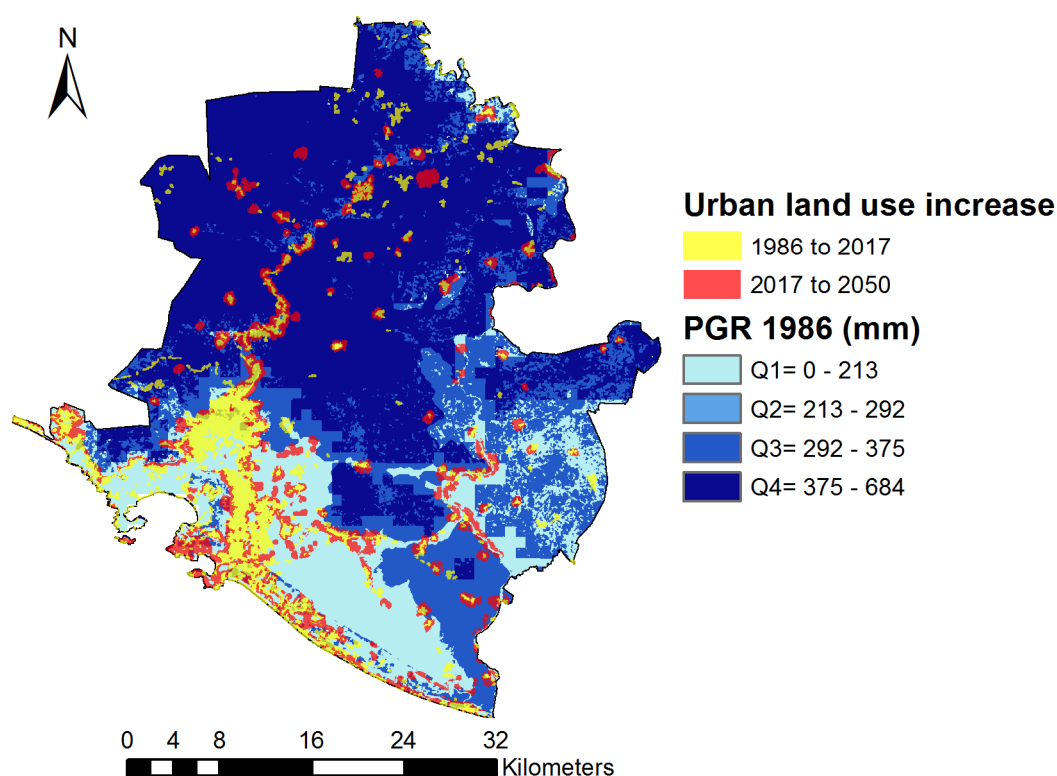 N
Urban land use increase
1986 to 2017
2017 to 2050
PGR 1986 (mm)
Q1= 0 - 213
Q2= 213 - 292
Q3= 292 - 375
Q4= 375 - 684
0 4 8 16 24 32
Kilometers